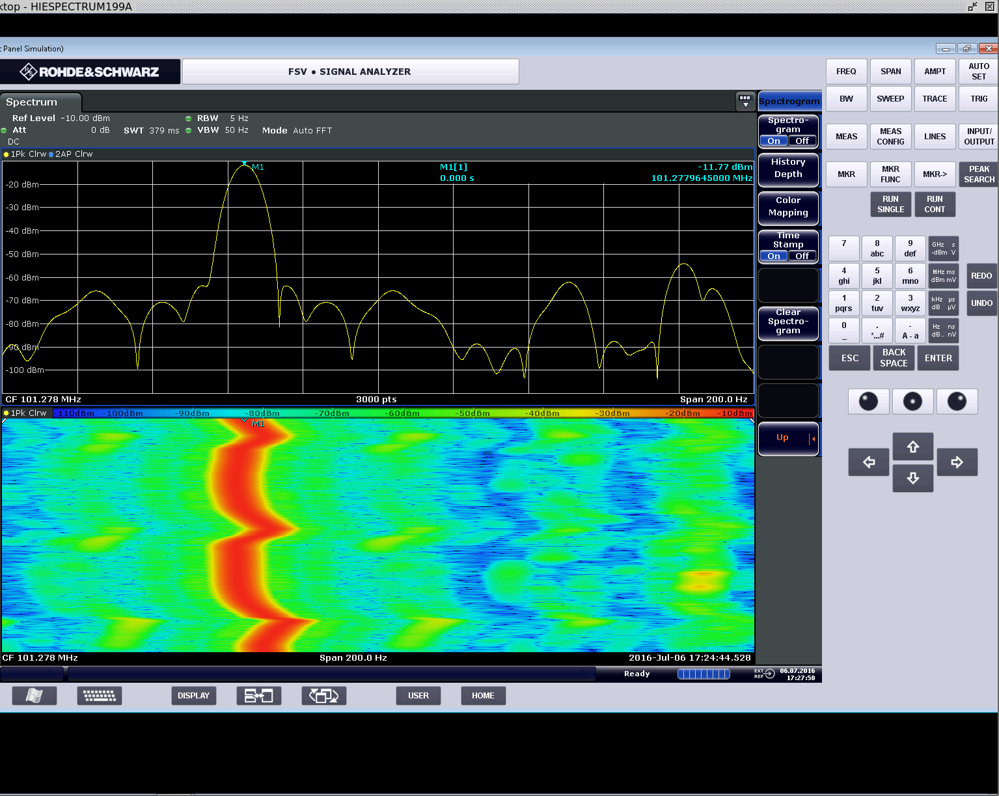 ktop - HIESPECTRUM199A
t Panel Simulation)
ROHDE&SCHWARZ
FSV • SIGNAL ANALYZER
FREQ SPAN AMPT AUTO SET
BW SWEEP TRACE TRIG
MEAS MEAS CONFIG LINES INPUT/ OUTPUT
MKR MKR FUNC MKR-> PEAK SEARCH
RUN SINGLE RUN CONT
7 8 abc 9 def GHz s -dBm V
4 ghi 5 jkl 6 mno MHz ms dBm mV REDO
1 pqrs 2 tuv 3 wxyz kHz µs dB µV UNDO
0 _ . *...# - A - a Hz ns dB.. nV
ESC BACK SPACE ENTER
Spectrum
Ref Level -10.00 dBm RBW 5 Hz
Att 0 dB SWT 379 ms VBW 50 Hz Mode Auto FFT
DC
1Pk Clrw 2AP Clrw
M1 M1[1] -11.77 dBm
0.000 s 101.2779645000 MHz
-20 dBm
-30 dBm
-40 dBm
-50 dBm
-60 dBm
-70 dBm
-80 dBm
-90 dBm
-100 dBm
CF 101.278 MHz 3000 pts Span 200.0 Hz
1Pk Clrw -110dBm -100dBm -90dBm -80dBm -70dBm -60dBm -50dBm -40dBm -30dBm -20dBm -10dBm
M1
CF 101.278 MHz Span 200.0 Hz 2016-Jul-06 17:24:44.528
Spectrogram
Spectro-
gram
On Off
History
Depth
Color
Mapping
Time
Stamp
On Off
Clear
Spectro-
gram
Up
Ready EXT REF 06.07.2016
17:27:50
DISPLAY USER HOME